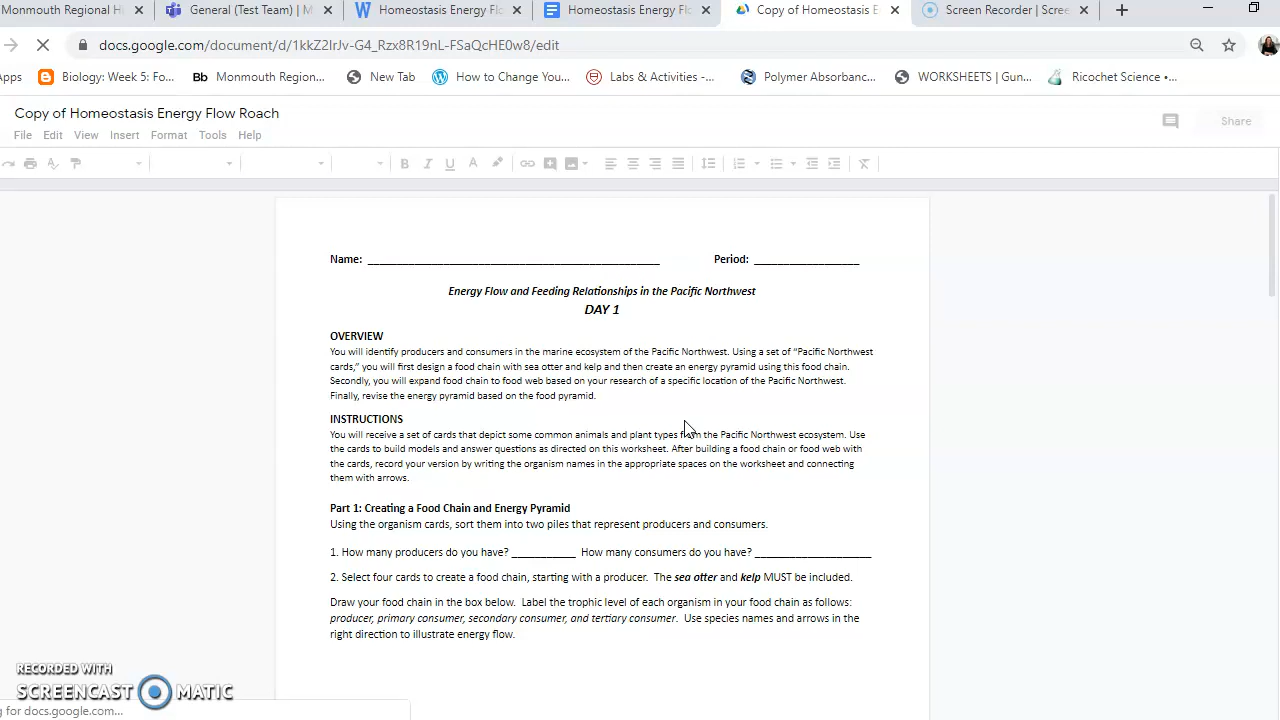 Monmouth Regional H
General (Test Team) | M
Homeostasis Energy Flo
Homeostasis Energy Fl
Copy of Homeostasis E
Screen Recorder | Scree
docs.google.com/document/d/1kkZ2IrJv-G4_Rzx8R19nL-FSaQcHE0w8/edit
Apps
Biology: Week 5: Fo...
Bb Monmouth Region...
New Tab
How to Change You...
Labs & Activities -...
Polymer Absorbanc...
WORKSHEETS | Gun...
Ricochet Science •...
Copy of Homeostasis Energy Flow Roach
File Edit View Insert Format Tools Help
Share
Name: ______________________ Period: __________
Energy Flow and Feeding Relationships in the Pacific Northwest
DAY 1
OVERVIEW
You will identify producers and consumers in the marine ecosystem of the Pacific Northwest. Using a set of “Pacific Northwest
cards,” you will first design a food chain with sea otter and kelp and then create an energy pyramid using this food chain.
Secondly, you will expand food chain to food web based on your research of a specific location of the Pacific Northwest.
Finally, revise the energy pyramid based on the food pyramid.
INSTRUCTIONS
You will receive a set of cards that depict some common animals and plant types from the Pacific Northwest ecosystem. Use
the cards to build models and answer questions as directed on this worksheet. After building a food chain or food web with
the cards, record your version by writing the organism names in the appropriate spaces on the worksheet and connecting
them with arrows.
Part 1: Creating a Food Chain and Energy Pyramid
Using the organism cards, sort them into two piles that represent producers and consumers.
1. How many producers do you have? __________ How many consumers do you have? __________________
2. Select four cards to create a food chain, starting with a producer. The sea otter and kelp MUST be included.
Draw your food chain in the box below. Label the trophic level of each organism in your food chain as follows:
producer, primary consumer, secondary consumer, and tertiary consumer. Use species names and arrows in the
right direction to illustrate energy flow.
RECORDED WITH
SCREENCAST MATIC
g for docs.google.com...